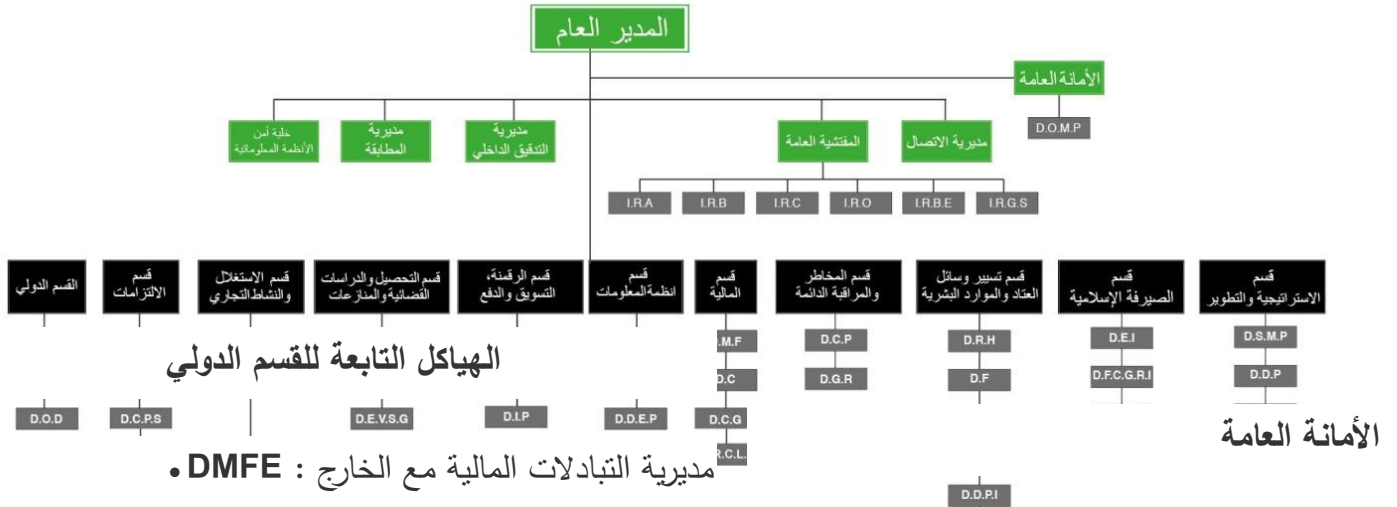 المدير العام
الأمانة العامة
D.O.M.P
خلية أمن
الأنظمة المعلوماتية
مديرية
المطابقة
مديرية
التدقيق الداخلي
المفتشية العامة
مديرية الاتصال
I.R.A
I.R.B
I.R.C
I.R.O
I.R.B.E
I.R.G.S
القسم الدولي
قسم
الالتزامات
قسم الاستغلال
والنشاط التجاري
قسم التحصيل والدراسات
القضائية والمنازعات
قسم الرقمنة،
التسويق والدفع
قسم
انظمة المعلومات
قسم
المالية
قسم المخاطر
والمراقبة الدائمة
قسم تسيير وسائل
العتاد والموارد البشرية
قسم
الصيرفة الإسلامية
قسم
الاستراتيجية والتطوير
.M.F
D.C.P
D.R.H
D.E.I
D.S.M.P
الهياكل التابعة للقسم الدولي
D.C
D.G.R
D.F
D.F.C.G.R.I
D.D.P
D.O.D
D.C.P.S
D.E.V.S.G
D.I.P
D.D.E.P
D.C.G
الأمانة العامة
R.C.L.
• DMFE : مديرية التبادلات المالية مع الخارج
D.D.P.I